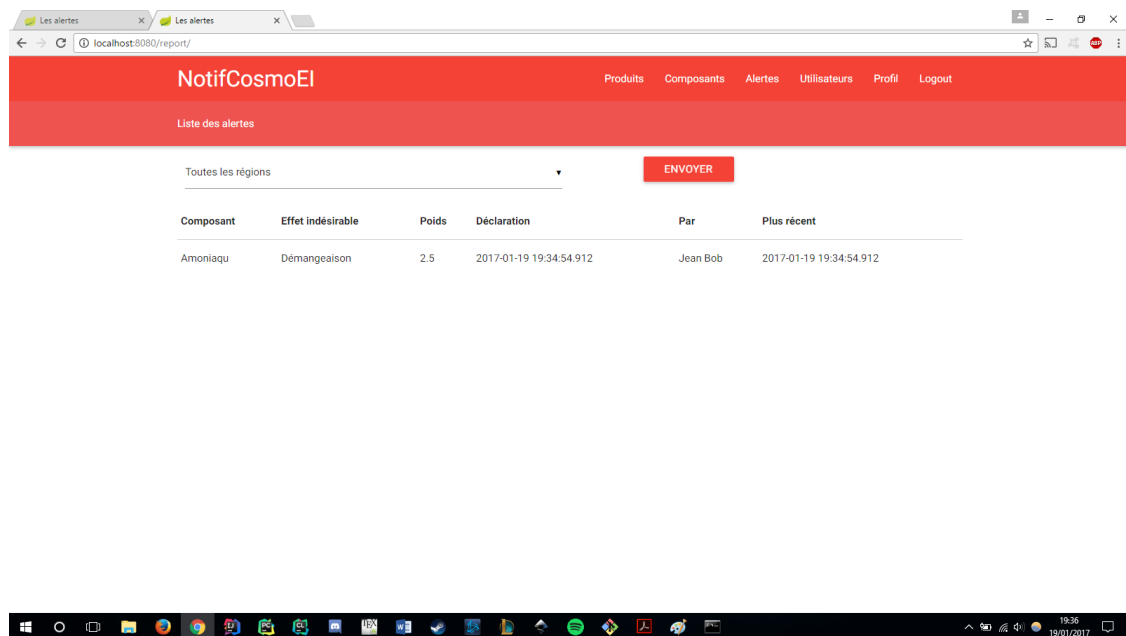 Les alertes
Les alertes
localhost:8080/report/
ABP
NotifCosmoEI
Produits Composants Alertes Utilisateurs Profil Logout
Liste des alertes
Toutes les régions
ENVOYER
Composant Effet indésirable Poids Déclaration Par Plus récent
Amoniaqu Démangeaison 2.5 2017-01-19 19:34:54.912 Jean Bob 2017-01-19 19:34:54.912
19:36
19/01/2017